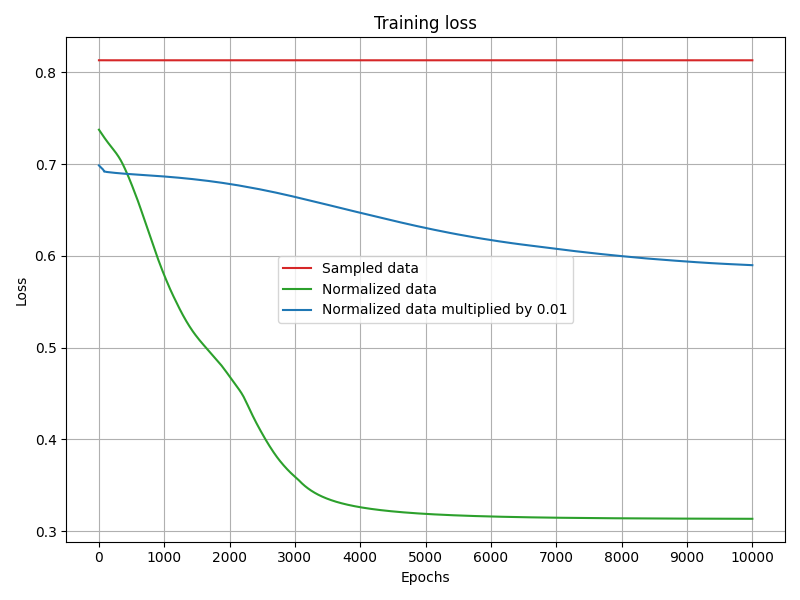 Training loss
0.8
0.7
0.6
0.5
0.4
0.3
Loss
Sampled data
Normalized data
Normalized data multiplied by 0.01
0 1000 2000 3000 4000 5000 6000 7000 8000 9000 10000
Epochs